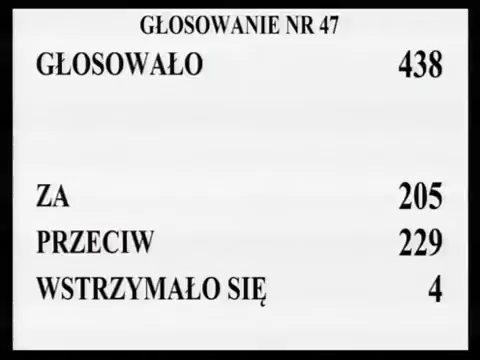 GŁOSOWANIE NR 47
GŁOSOWAŁO 438
ZA 205
PRZECIW 229
WSTRZYMAŁO SIĘ 4